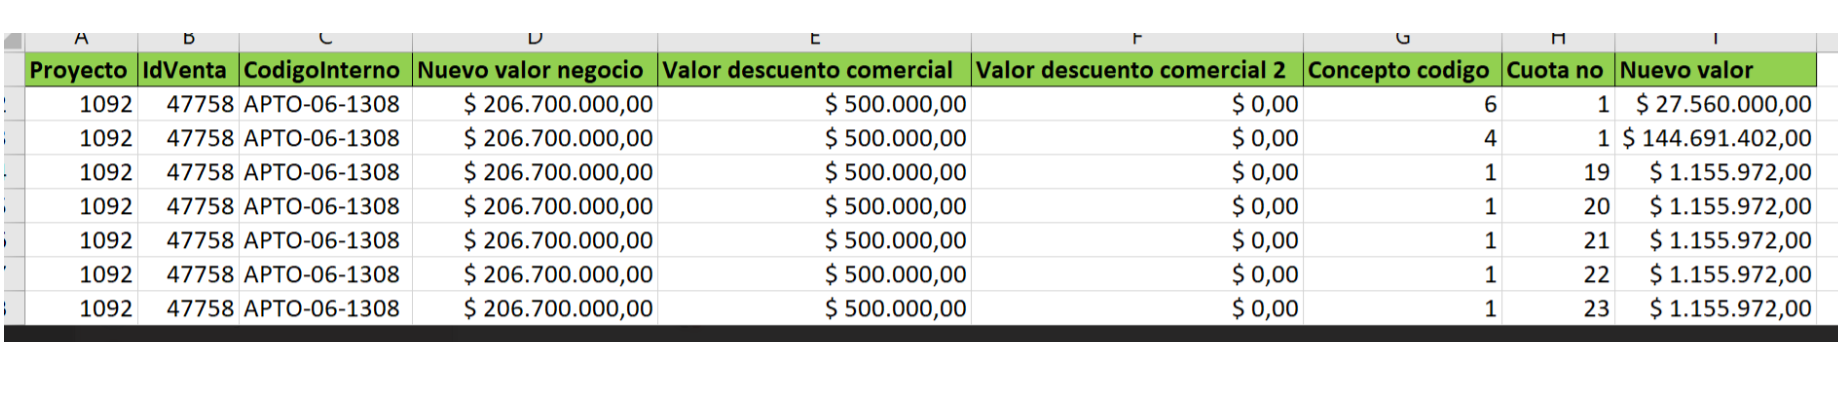 A B C D E F G H I
Proyecto IdVenta CodigoInterno Nuevo valor negocio Valor descuento comercial Valor descuento comercial 2 Concepto codigo Cuota no Nuevo valor
1092 47758 APTO-06-1308 $ 206.700.000,00 $ 500.000,00 $ 0,00 6 1 $ 27.560.000,00
1092 47758 APTO-06-1308 $ 206.700.000,00 $ 500.000,00 $ 0,00 4 1 $ 144.691.402,00
1092 47758 APTO-06-1308 $ 206.700.000,00 $ 500.000,00 $ 0,00 1 19 $ 1.155.972,00
1092 47758 APTO-06-1308 $ 206.700.000,00 $ 500.000,00 $ 0,00 1 20 $ 1.155.972,00
1092 47758 APTO-06-1308 $ 206.700.000,00 $ 500.000,00 $ 0,00 1 21 $ 1.155.972,00
1092 47758 APTO-06-1308 $ 206.700.000,00 $ 500.000,00 $ 0,00 1 22 $ 1.155.972,00
1092 47758 APTO-06-1308 $ 206.700.000,00 $ 500.000,00 $ 0,00 1 23 $ 1.155.972,00